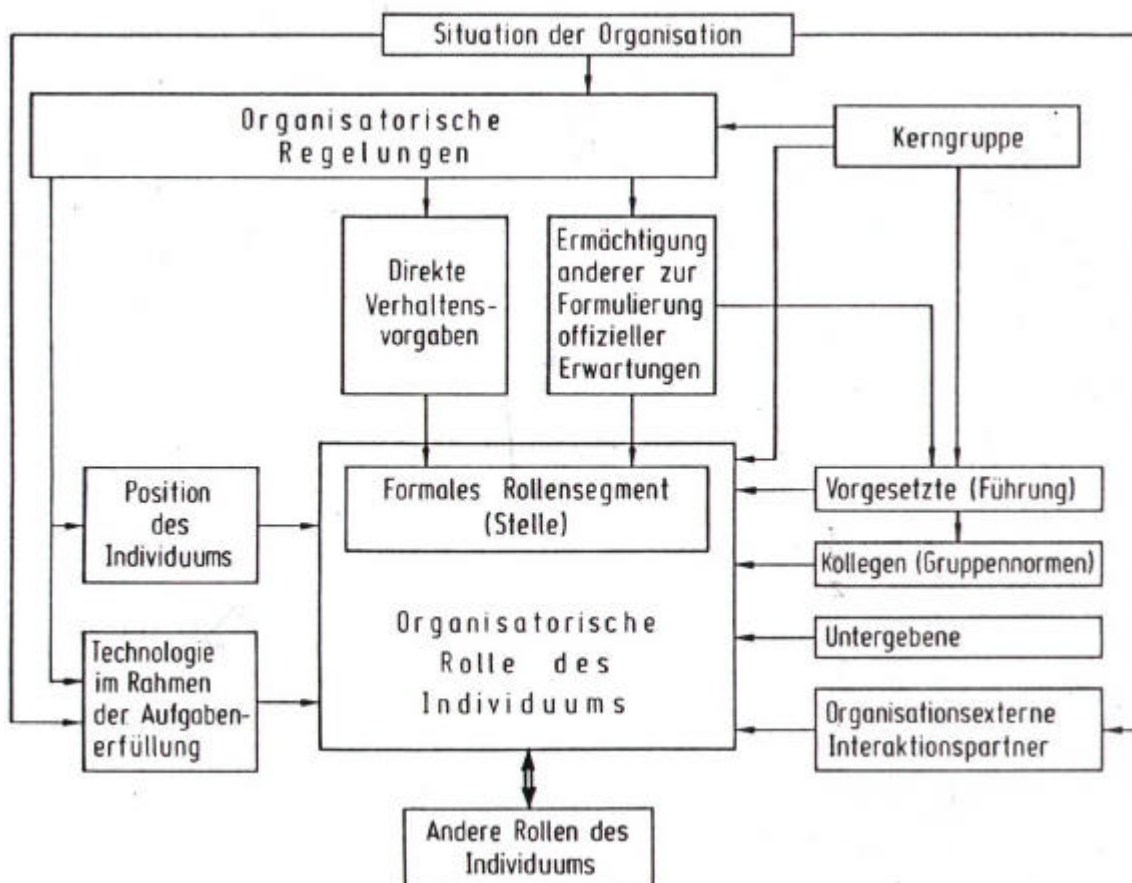 Situation der Organisation
Organisatorische
Regelungen
Kerngruppe
Direkte
Verhaltens-
vorgaben
Ermächtigung
anderer zur
Formulierung
offizieller
Erwartungen
Position
des
Individuums
Formales Rollensegment
(Stelle)
Vorgesetzte (Führung)
Kollegen (Gruppennormen)
Organisatorische
Rolle des
Individuums
Untergebene
Technologie
im Rahmen
der Aufgaben-
erfüllung
Organisationsexterne
Interaktionspartner
Andere Rollen des
Individuums